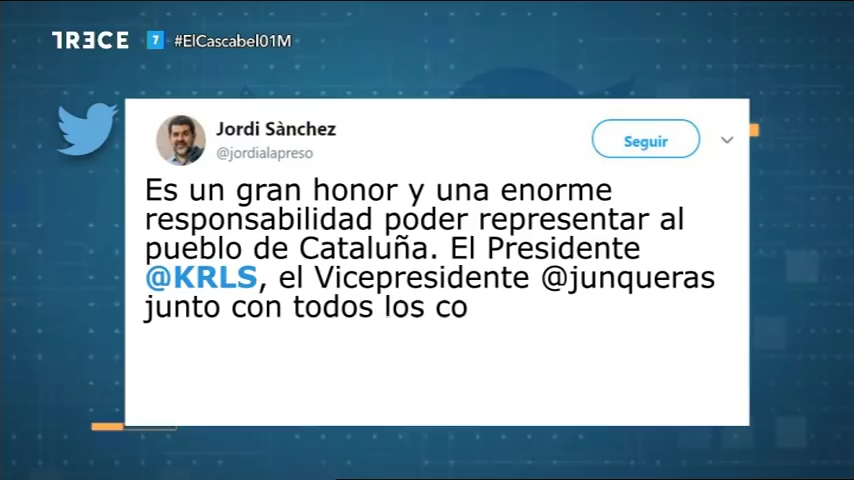 TRECE 7 #ElCascabel01M
Jordi Sànchez
@jordialapreso
Seguir
Es un gran honor y una enorme
responsabilidad poder representar al
pueblo de Cataluña. El Presidente
@KRLS, el Vicepresidente @junqueras
junto con todos los co